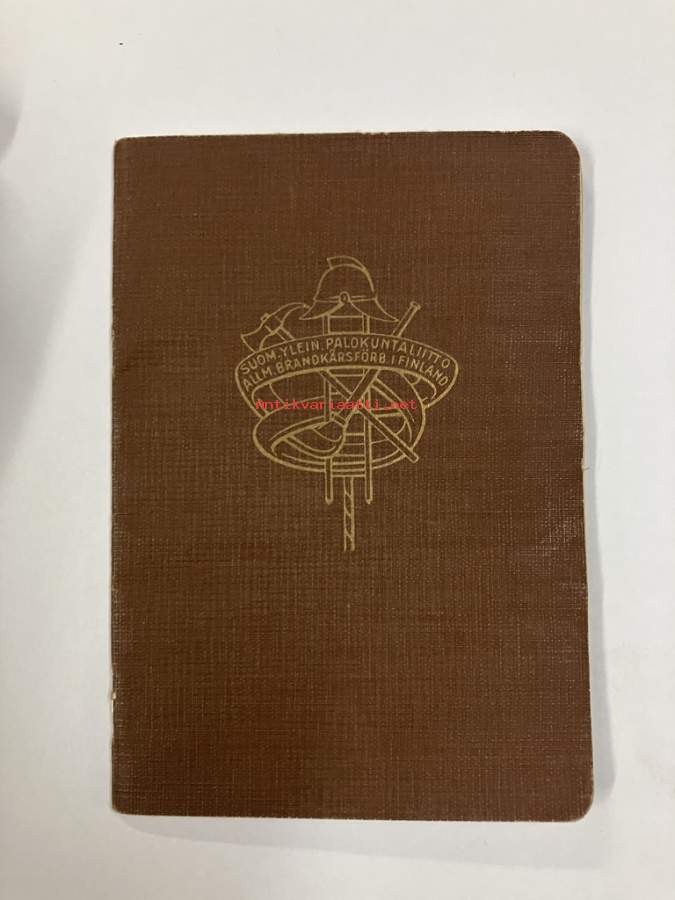 SUOM. YLEIN. PALOKUNTALIITTO
ALLM. BRANDKÅRSFÖRB. I FINLAND
Antikvariaatti.net